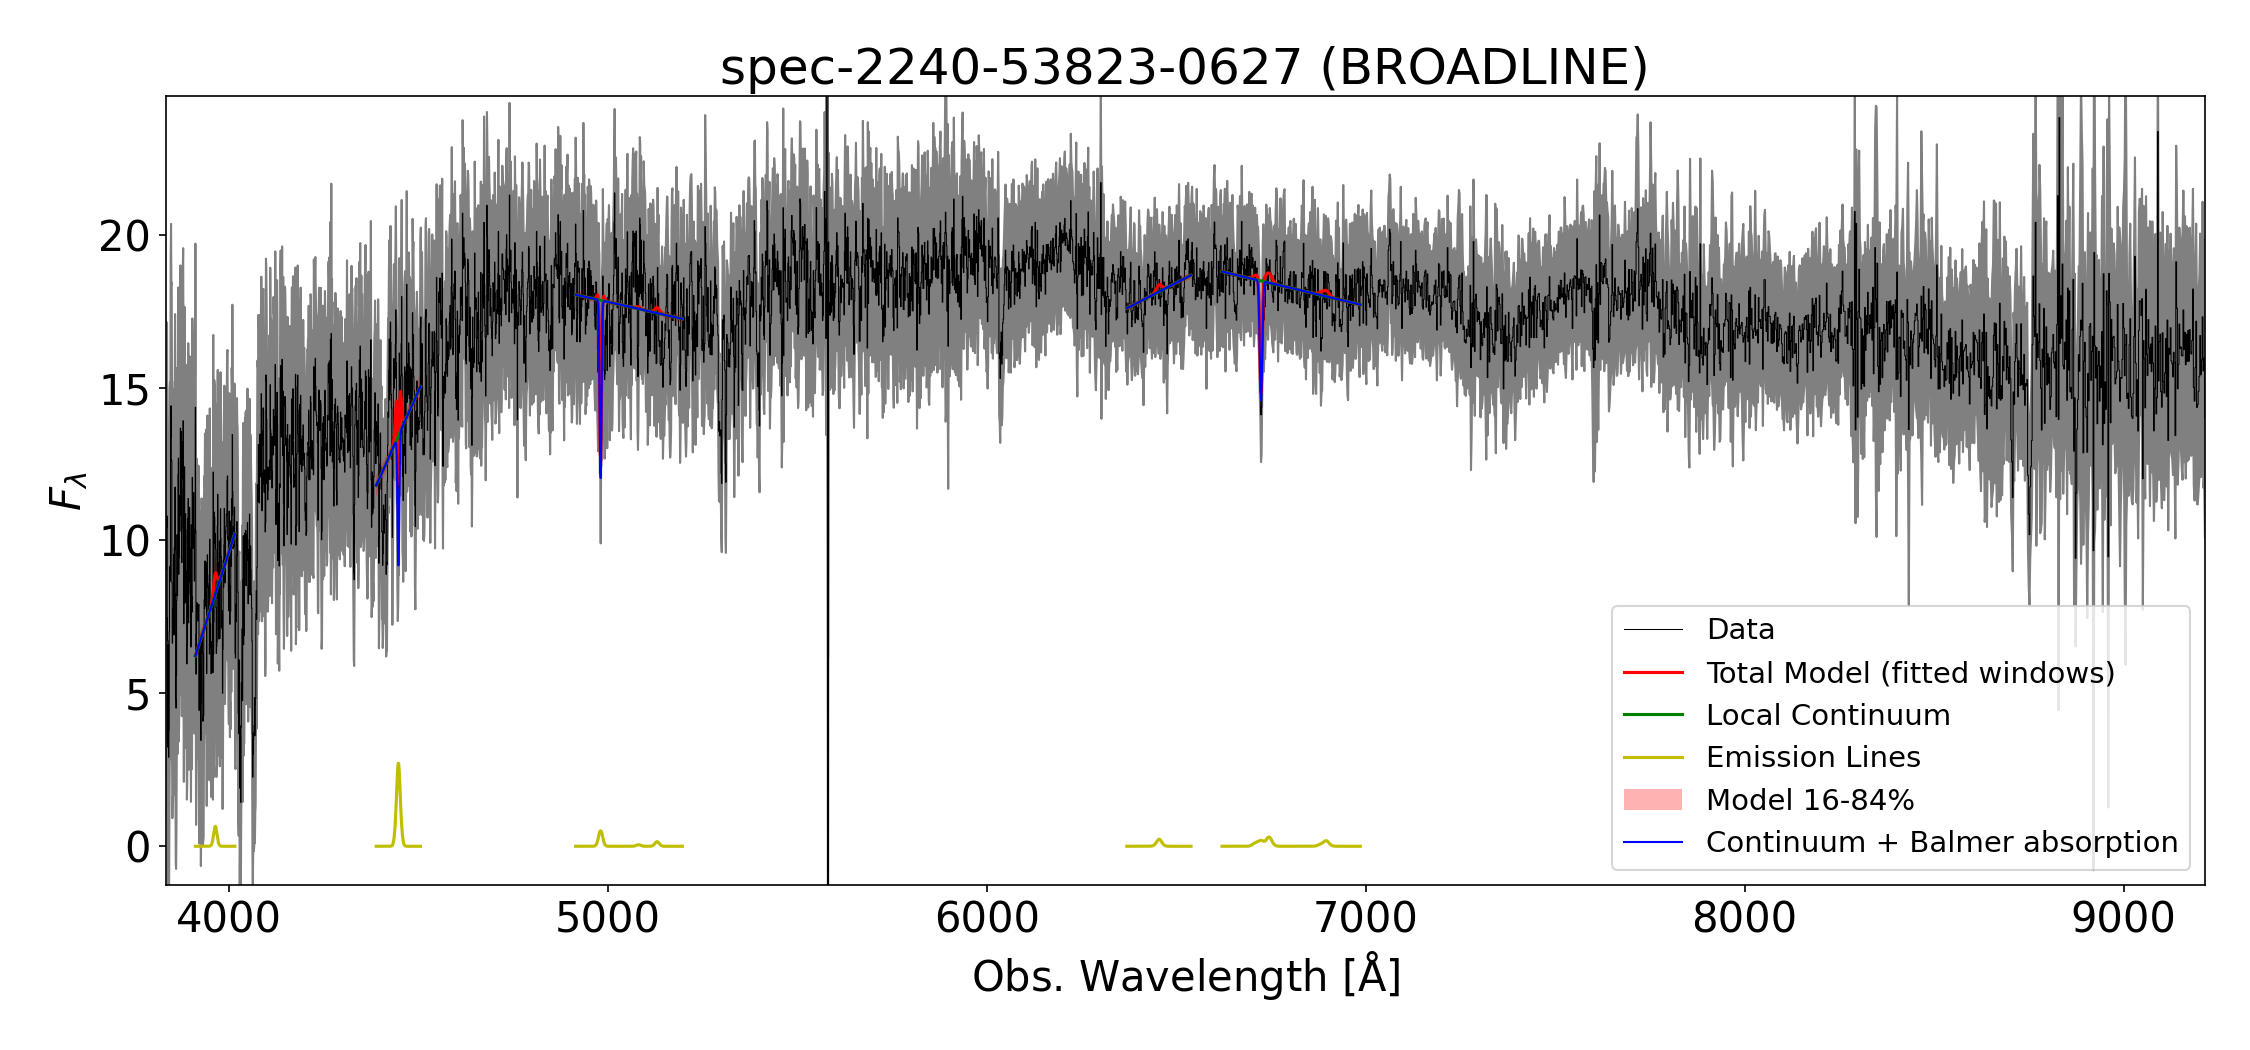 spec-2240-53823-0627 (BROADLINE)
20
15
10
5
0
F_λ
4000 5000 6000 7000 8000 9000
Obs. Wavelength [Å]
Data
Total Model (fitted windows)
Local Continuum
Emission Lines
Model 16-84%
Continuum + Balmer absorption